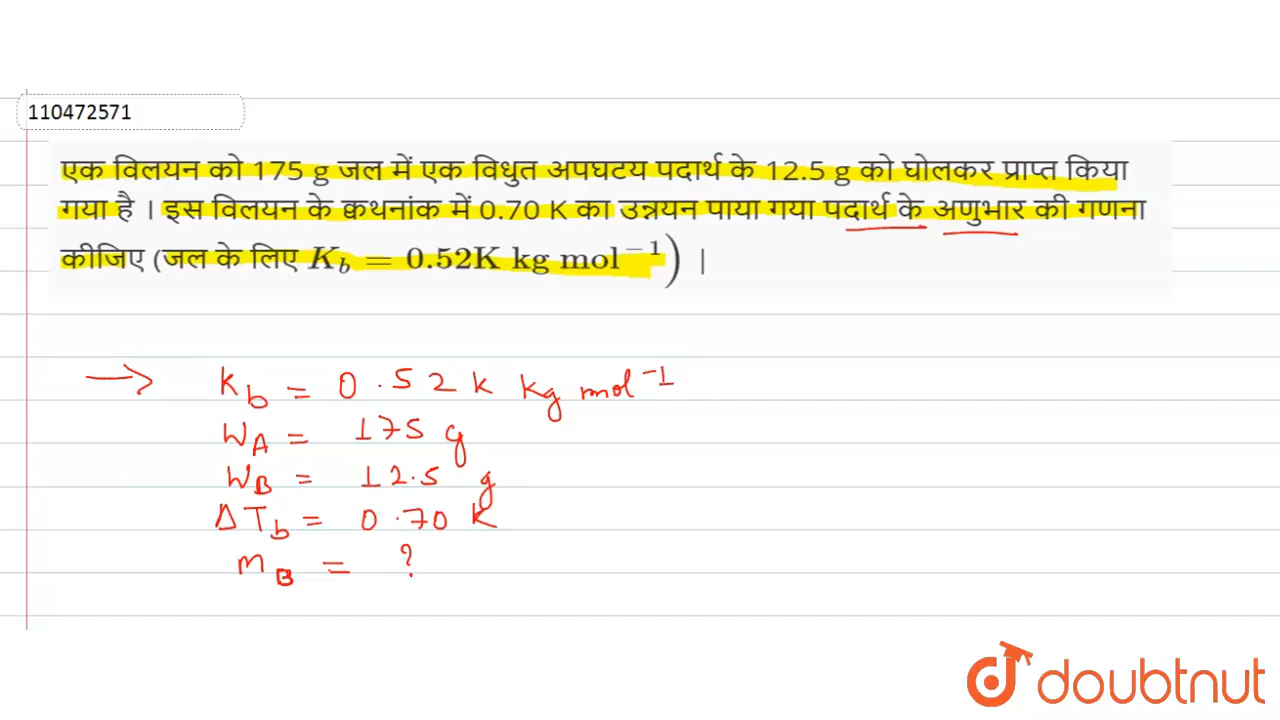 110472571
एक विलयन को 175 g जल में एक विधुत अपघटय पदार्थ के 12.5 g को घोलकर प्राप्त किया
गया है । इस विलयन के क्वथनांक में 0.70 K का उन्नयन पाया गया पदार्थ के अणुभार की गणना
कीजिए (जल के लिए K_b = 0.52K kg mol⁻¹) ।
→ K_b = 0.52 K kg mol⁻¹
W_A = 175 g
W_B = 12.5 g
ΔT_b = 0.70 K
M_B = ?
doubtnut